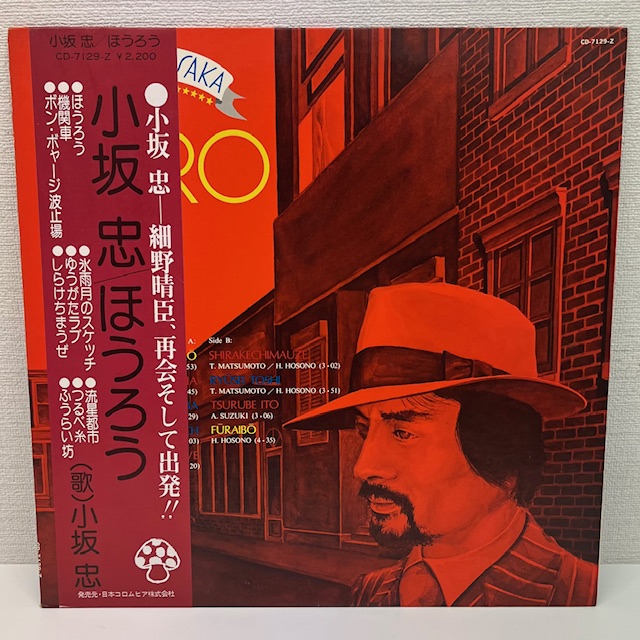 小坂 忠/ほうろう
CD-7129-Z ¥2,200
●小坂 忠—細野晴臣、再会そして出発!!
小坂 忠/ほうろう
●ほうろう
●機関車
●ボン・ボヤージ波止場
●氷雨月のスケッチ
●ゆうがたラブ
●しらけちまうぜ
●流星都市
●つるべ糸
●ふうらい坊
(歌)小坂 忠
発売元・日本コロムビア株式会社
CD-7129-Z
SAKA
RO
A:
53)
45)
29)
03)
20)
Side B:
SHIRAKECHIMAUZE
T. MATSUMOTO / H. HOSONO (3・02)
T. MATSUMOTO / H. HOSONO (3・51)
TSURUBE ITO
A. SUZUKI (3・06)
FŪRAIBŌ
H. HOSONO (4・35)